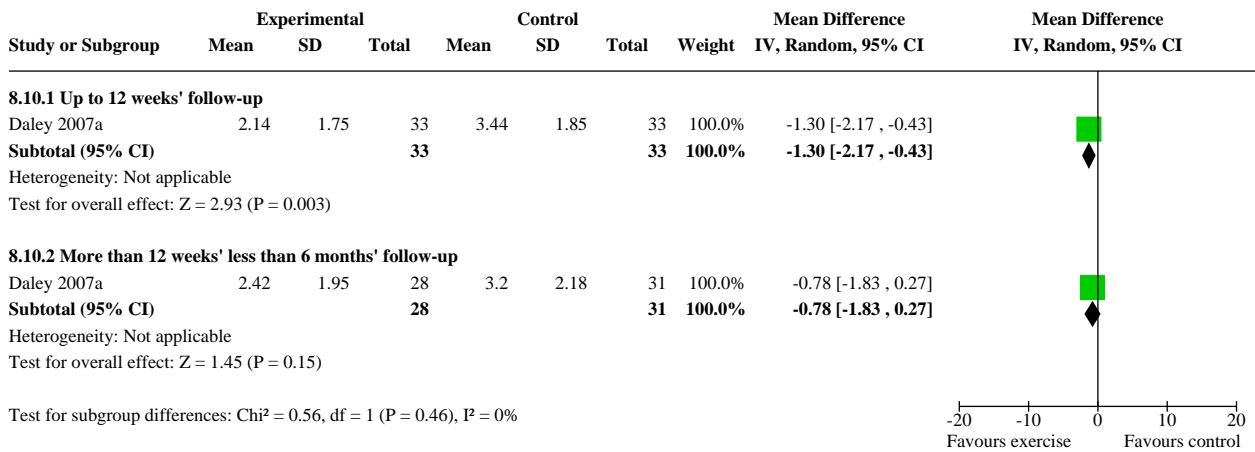 Experimental Control Mean Difference Mean Difference
Study or Subgroup Mean SD Total Mean SD Total Weight IV, Random, 95% CI IV, Random, 95% CI
8.10.1 Up to 12 weeks' follow-up
Daley 2007a 2.14 1.75 33 3.44 1.85 33 100.0% -1.30 [-2.17 , -0.43]
Subtotal (95% CI) 33 33 100.0% -1.30 [-2.17 , -0.43]
Heterogeneity: Not applicable
Test for overall effect: Z = 2.93 (P = 0.003)
8.10.2 More than 12 weeks' less than 6 months' follow-up
Daley 2007a 2.42 1.95 28 3.2 2.18 31 100.0% -0.78 [-1.83 , 0.27]
Subtotal (95% CI) 28 31 100.0% -0.78 [-1.83 , 0.27]
Heterogeneity: Not applicable
Test for overall effect: Z = 1.45 (P = 0.15)
Test for subgroup differences: Chi² = 0.56, df = 1 (P = 0.46), I² = 0%
-20 -10 0 10 20
Favours exercise Favours control